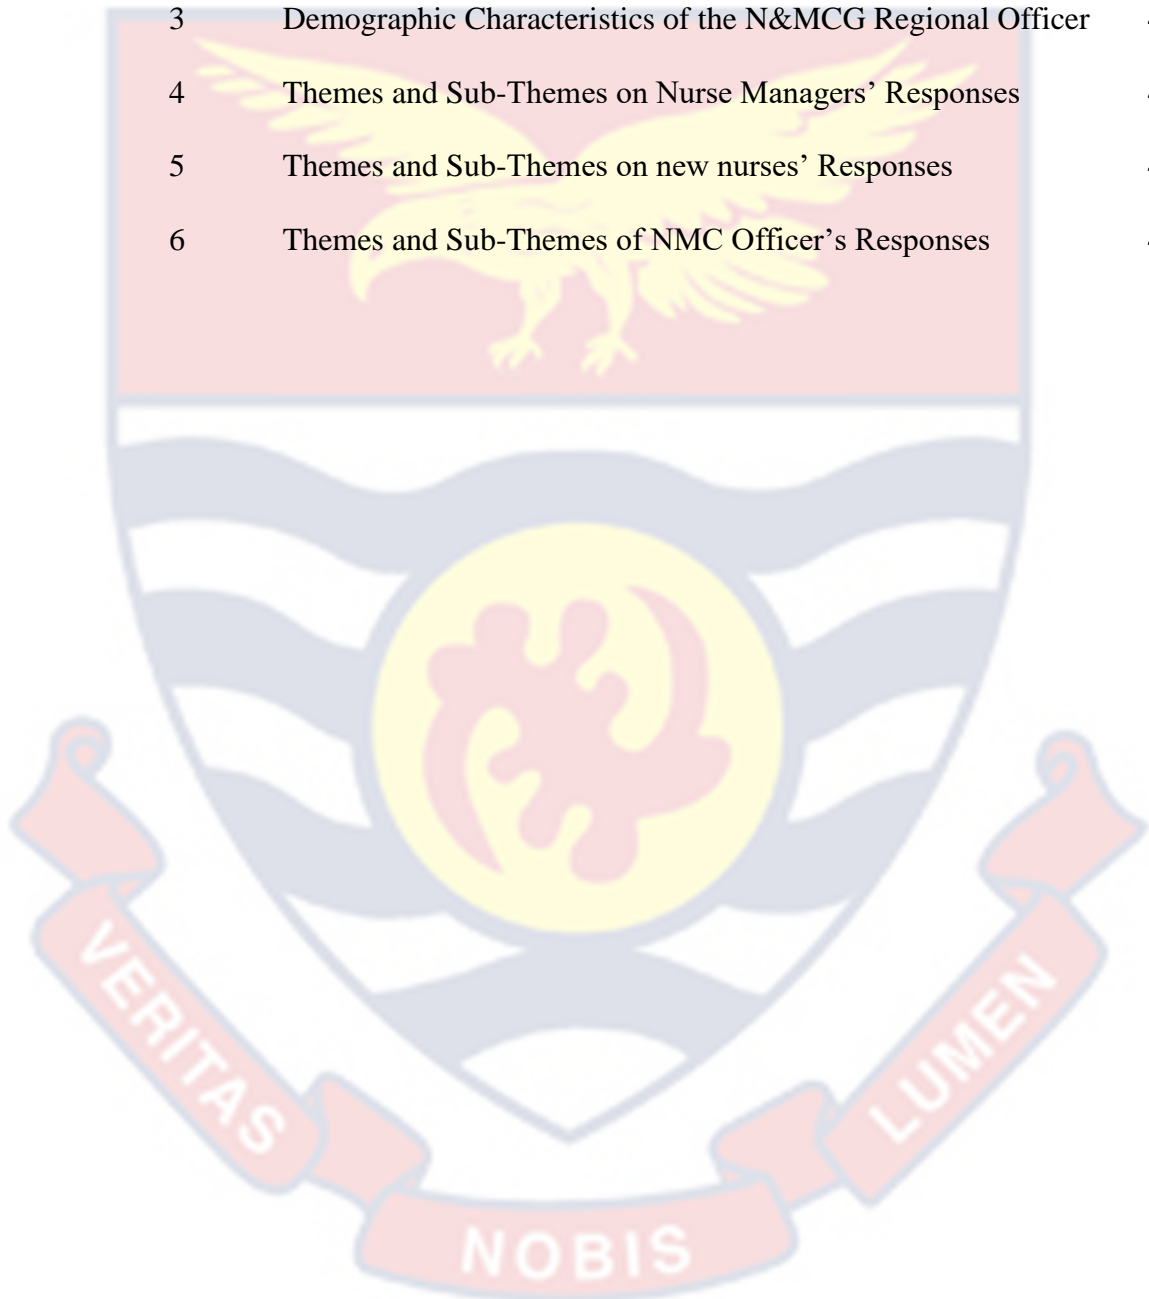 3 Demographic Characteristics of the N&MCG Regional Officer
4 Themes and Sub-Themes on Nurse Managers’ Responses
5 Themes and Sub-Themes on new nurses’ Responses
6 Themes and Sub-Themes of NMC Officer’s Responses
VERITAS
NOBIS
LUMEN